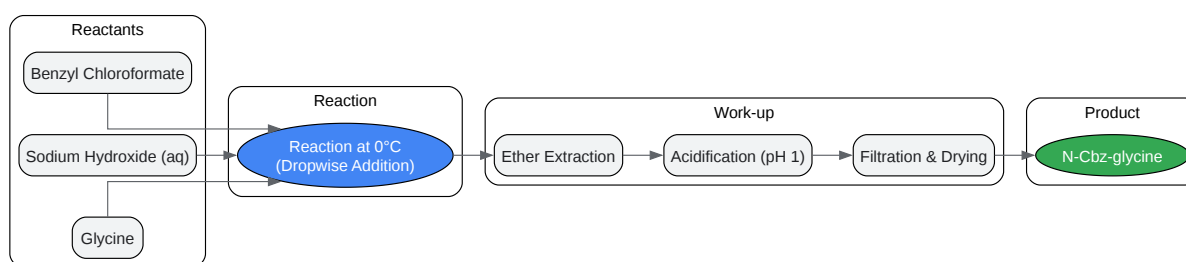 Reactants
Benzyl Chloroformate
Sodium Hydroxide (aq)
Glycine
Reaction
Reaction at 0°C
(Dropwise Addition)
Work-up
Ether Extraction
Acidification (pH 1)
Filtration & Drying
Product
N-Cbz-glycine